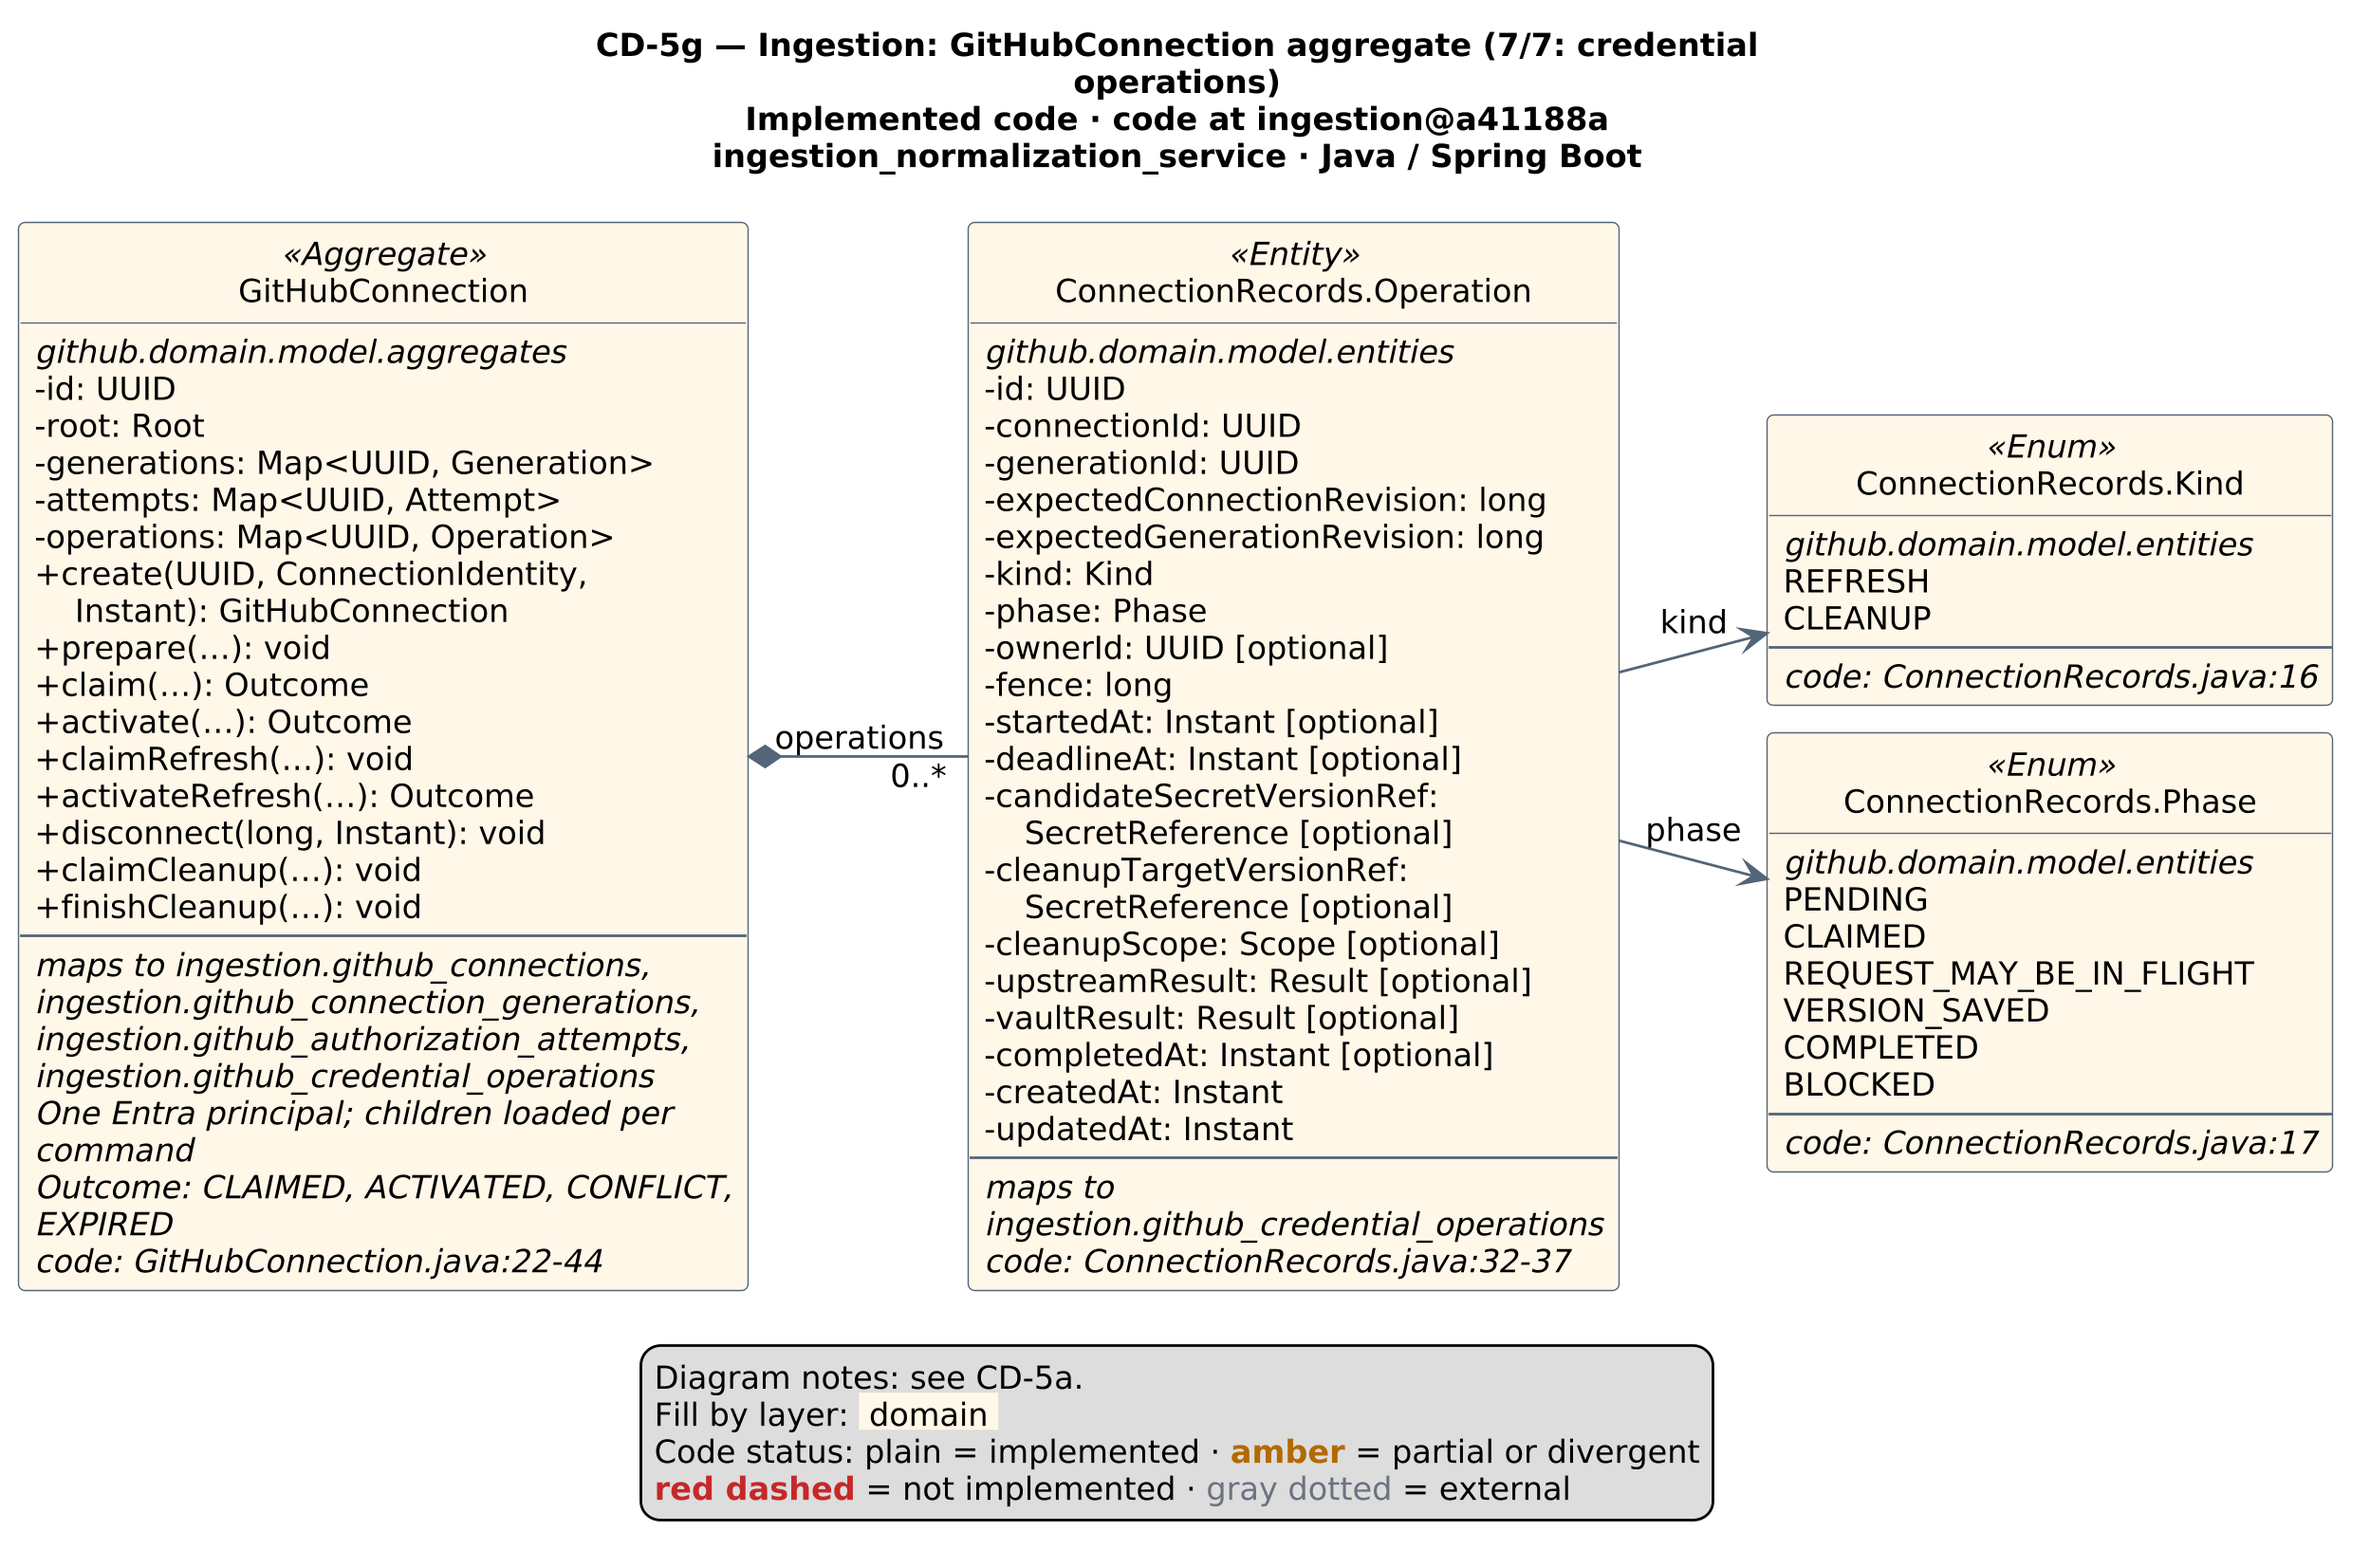 CD-5g — Ingestion: GitHubConnection aggregate (7/7: credential
operations)
Implemented code · code at ingestion@a41188a
ingestion_normalization_service · Java / Spring Boot
«Aggregate»
GitHubConnection
github.domain.model.aggregates
-id: UUID
-root: Root
-generations: Map<UUID, Generation>
-attempts: Map<UUID, Attempt>
-operations: Map<UUID, Operation>
+create(UUID, ConnectionIdentity,
Instant): GitHubConnection
+prepare(…): void
+claim(…): Outcome
+activate(…): Outcome
+claimRefresh(…): void
+activateRefresh(…): Outcome
+disconnect(long, Instant): void
+claimCleanup(…): void
+finishCleanup(…): void
maps to ingestion.github_connections,
ingestion.github_connection_generations,
ingestion.github_authorization_attempts,
ingestion.github_credential_operations
One Entra principal; children loaded per
command
Outcome: CLAIMED, ACTIVATED, CONFLICT,
EXPIRED
code: GitHubConnection.java:22-44
operations
0..*
«Entity»
ConnectionRecords.Operation
github.domain.model.entities
-id: UUID
-connectionId: UUID
-generationId: UUID
-expectedConnectionRevision: long
-expectedGenerationRevision: long
-kind: Kind
-phase: Phase
-ownerId: UUID [optional]
-fence: long
-startedAt: Instant [optional]
-deadlineAt: Instant [optional]
-candidateSecretVersionRef:
SecretReference [optional]
-cleanupTargetVersionRef:
SecretReference [optional]
-cleanupScope: Scope [optional]
-upstreamResult: Result [optional]
-vaultResult: Result [optional]
-completedAt: Instant [optional]
-createdAt: Instant
-updatedAt: Instant
maps to
ingestion.github_credential_operations
code: ConnectionRecords.java:32-37
kind
phase
«Enum»
ConnectionRecords.Kind
github.domain.model.entities
REFRESH
CLEANUP
code: ConnectionRecords.java:16
«Enum»
ConnectionRecords.Phase
github.domain.model.entities
PENDING
CLAIMED
REQUEST_MAY_BE_IN_FLIGHT
VERSION_SAVED
COMPLETED
BLOCKED
code: ConnectionRecords.java:17
Diagram notes: see CD-5a.
Fill by layer: domain
Code status: plain = implemented · amber = partial or divergent
red dashed = not implemented · gray dotted = external